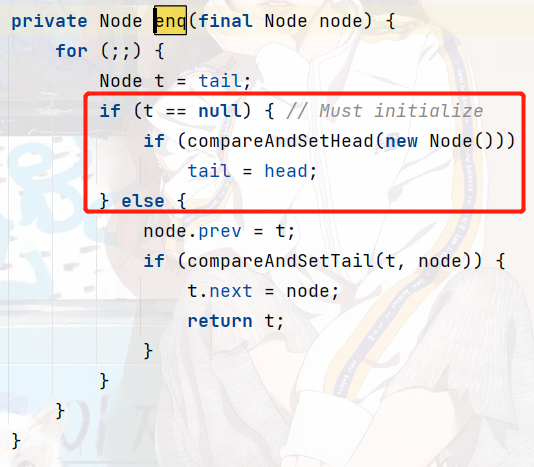 private Node enq(final Node node) {
    for (;;) {
        Node t = tail;
        if (t == null) { // Must initialize
            if (compareAndSetHead(new Node()))
                tail = head;
        } else {
            node.prev = t;
            if (compareAndSetTail(t, node)) {
                t.next = node;
                return t;
            }
        }
    }
}